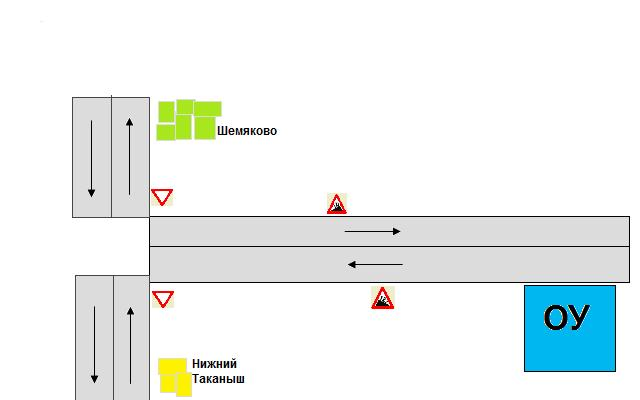 Шемяково
ОУ
Нижний
Таканыш